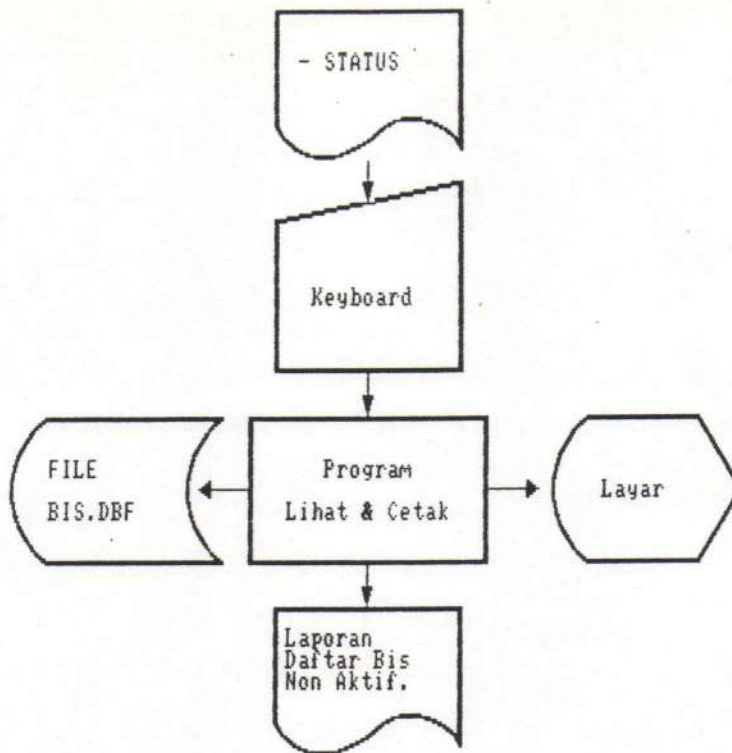 - STATUS
Keyboard
FILE
BIS.DBF
Program
Lihat & Cetak
Layar
Laporan
Daftar Bis
Non Aktif.